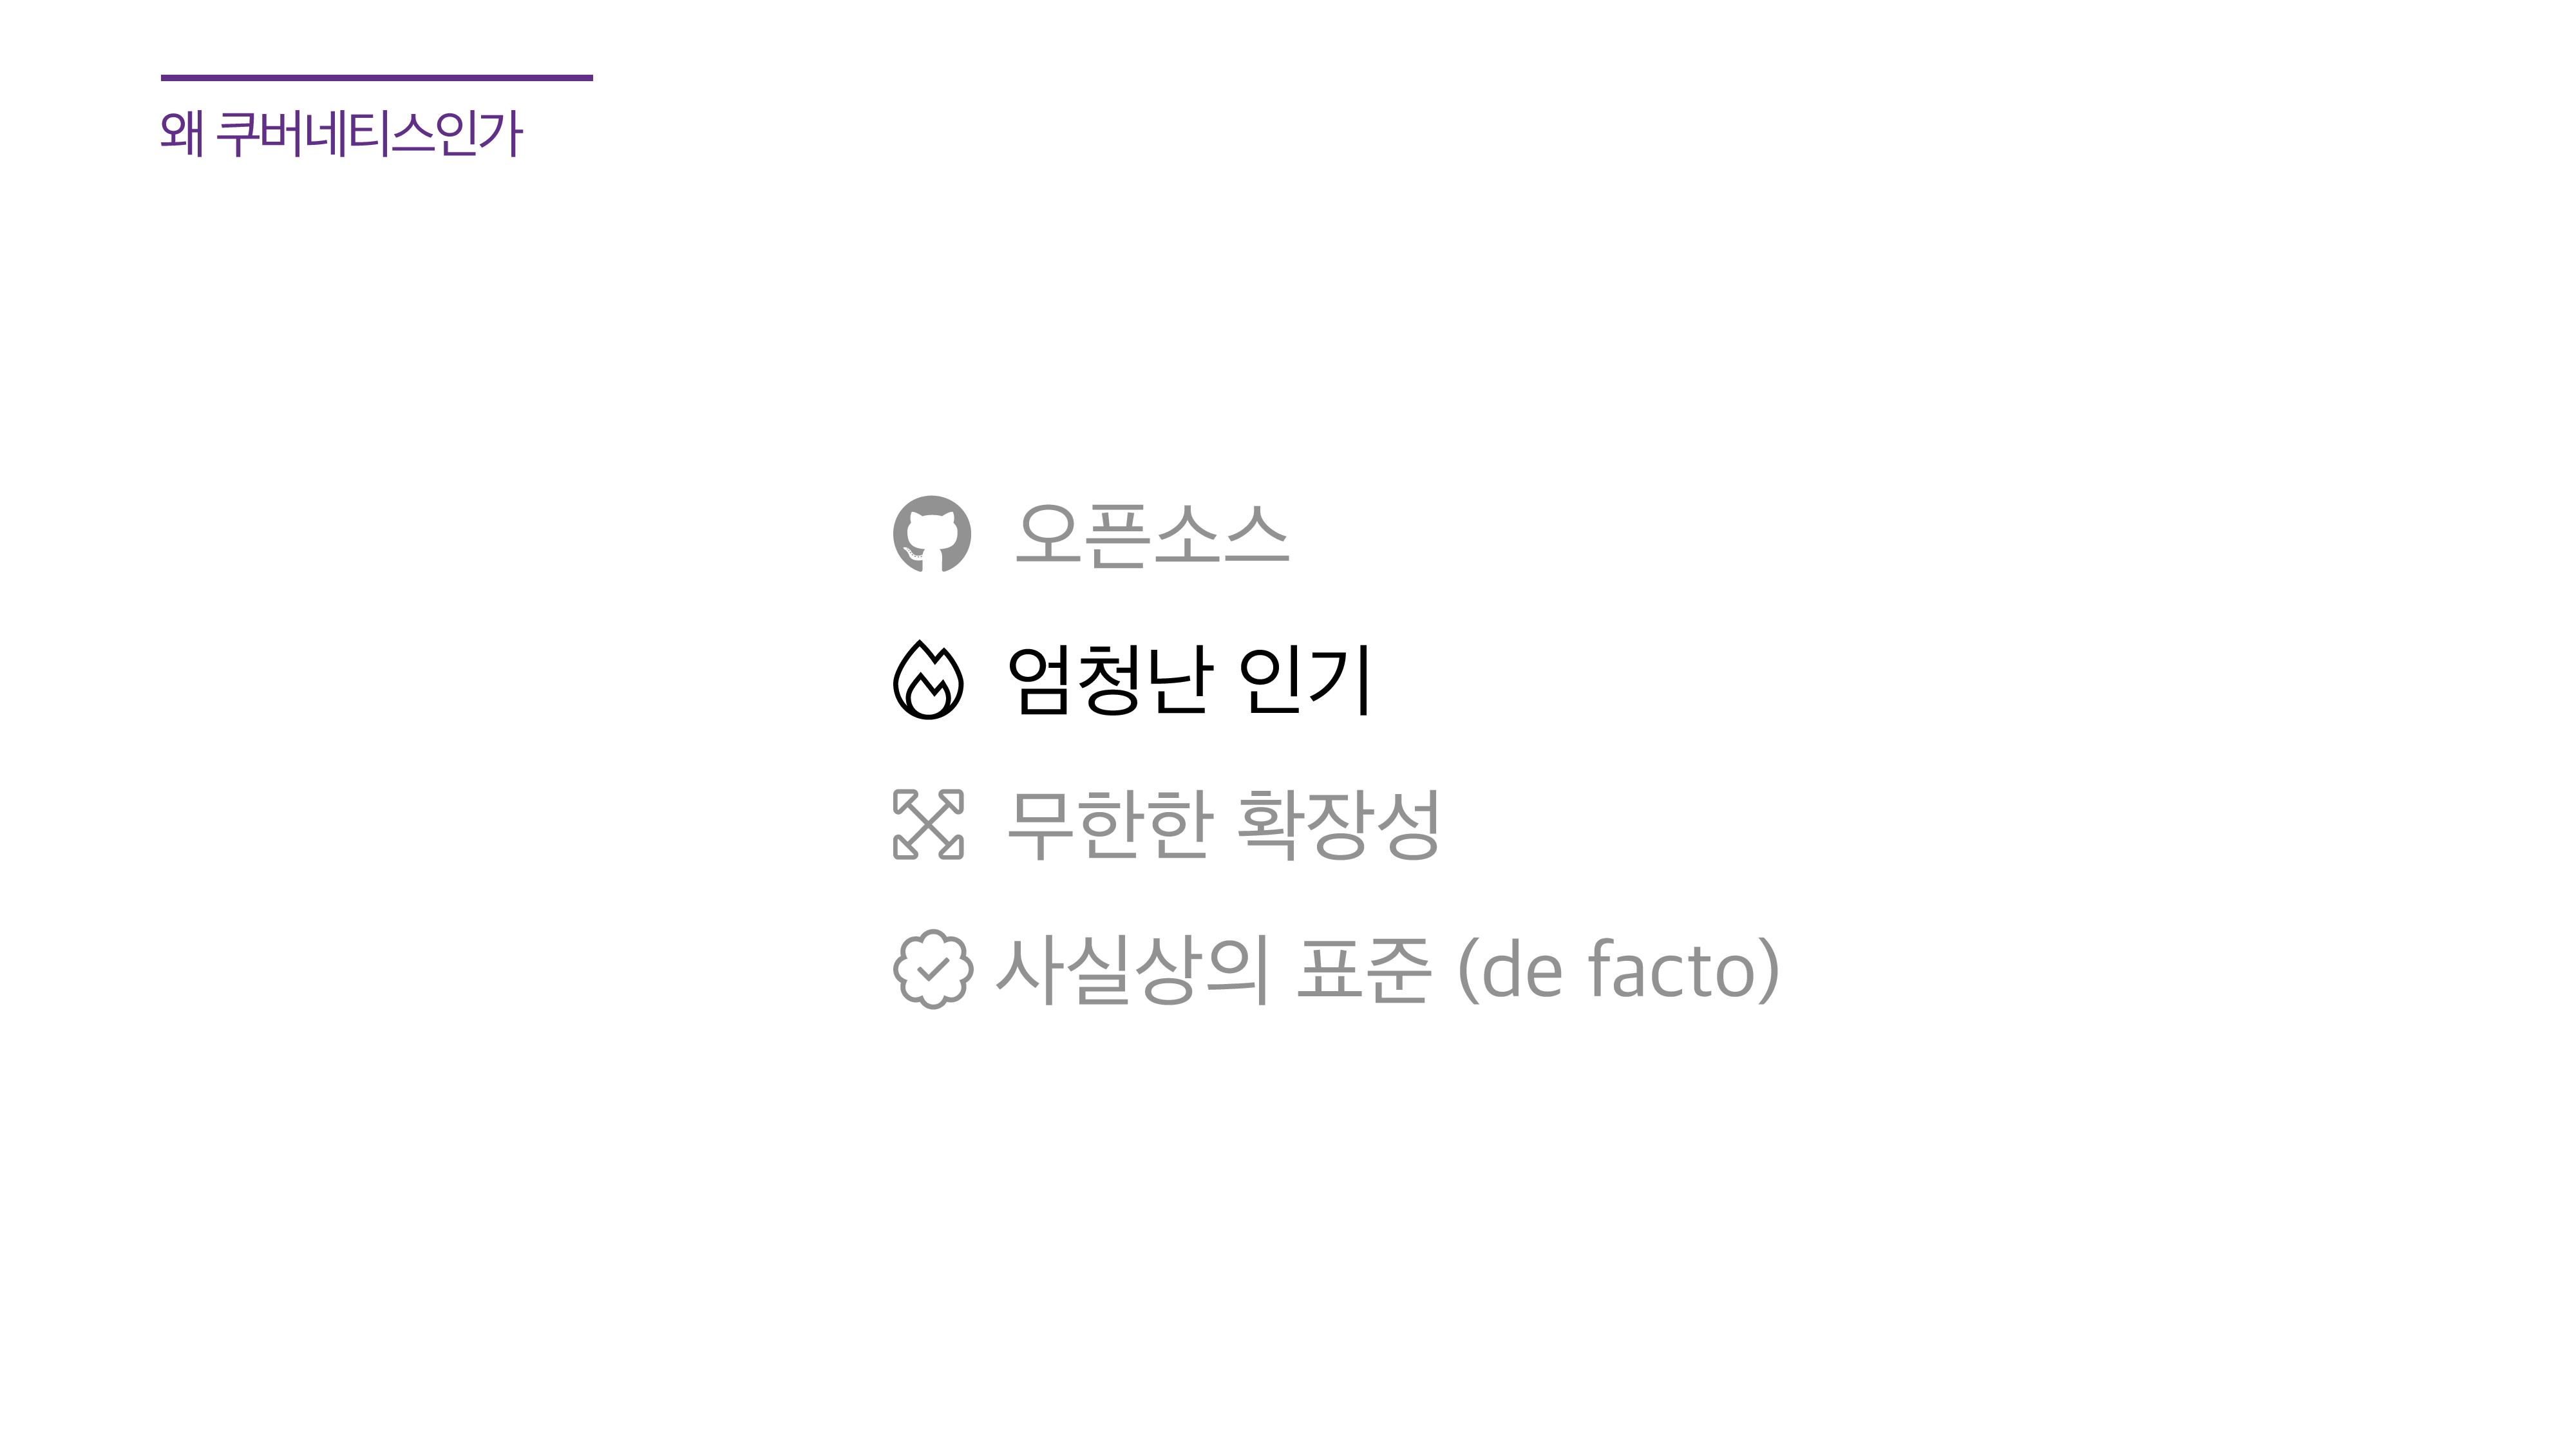 왜 쿠버네티스인가
오픈소스
엄청난 인기
무한한 확장성
사실상의 표준 (de facto)